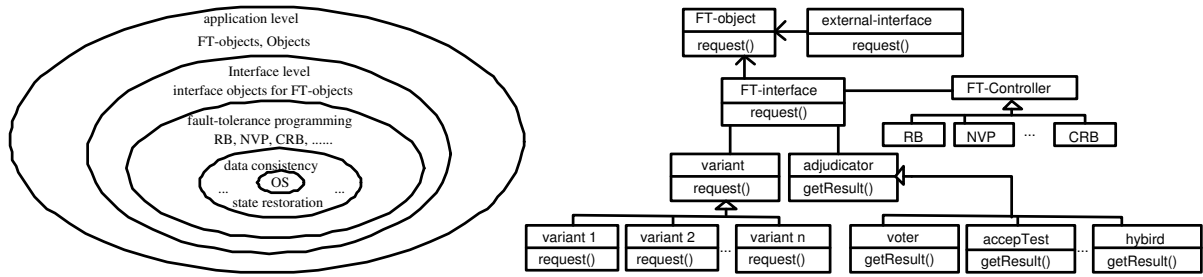 application level
FT-objects, Objects
Interface level
interface objects for FT-objects
fault-tolerance programming
RB, NVP, CRB, ......
data consistency
... OS ...
state restoration
FT-object
request()
external-interface
request()
FT-interface
request()
FT-Controller
RB
NVP
...
CRB
variant
request()
adjudicator
getResult()
variant 1
request()
variant 2
request()
...
variant n
request()
voter
getResult()
accepTest
getResult()
...
hybird
getResult()